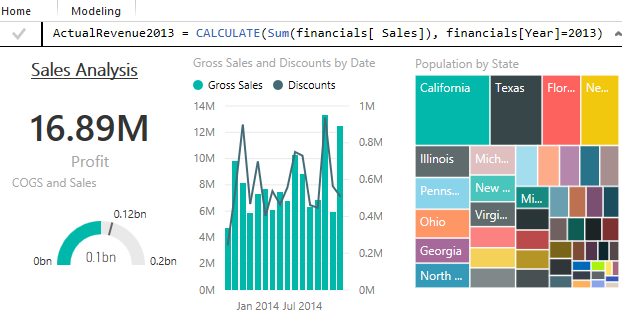 Home Modeling
ActualRevenue2013 = CALCULATE(Sum(financials[ Sales]), financials[Year]=2013)
Sales Analysis
16.89M
Profit
COGS and Sales
0.12bn
0bn
0.1bn
0.2bn
Gross Sales and Discounts by Date
Gross Sales Discounts
14M 1M
12M
0.8M
10M
8M 0.6M
6M
0.4M
4M
0.2M
2M
0M 0M
Jan 2014 Jul 2014
Population by State
California Texas Flor... Ne...
Illinois Mich...
Penns... New ... Mi...
Ohio Virgi...
Georgia
North ...